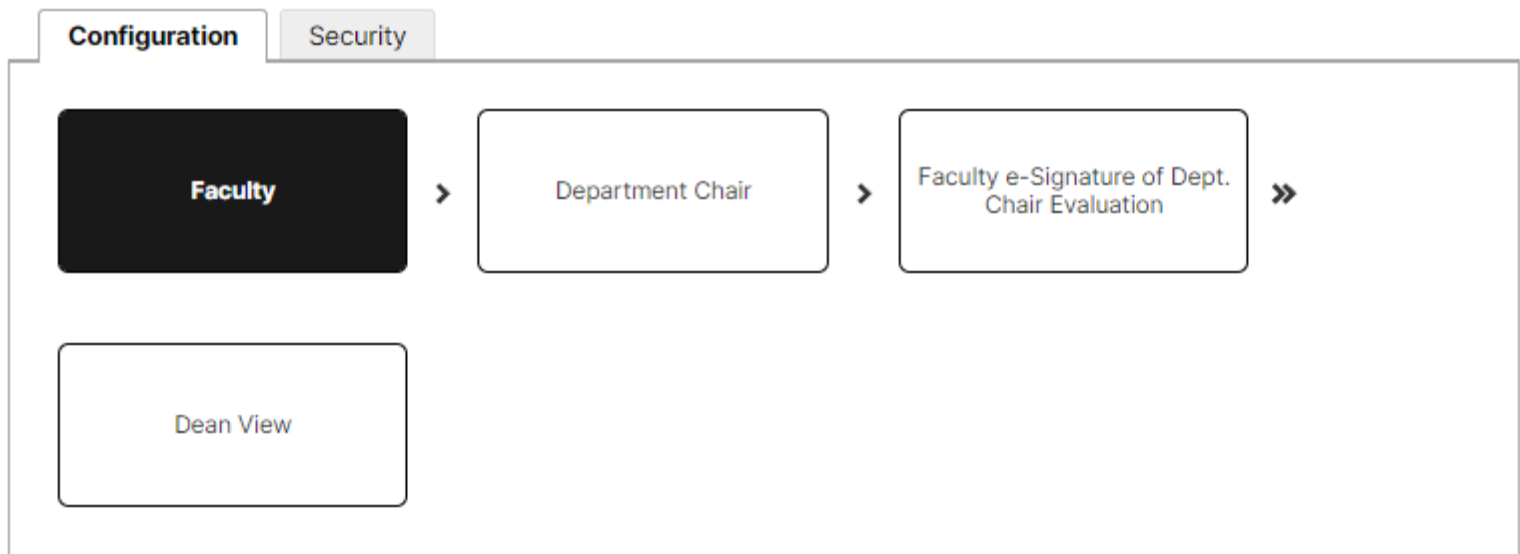 Configuration
Security
Faculty
Department Chair
Faculty e-Signature of Dept.
Chair Evaluation
Dean View